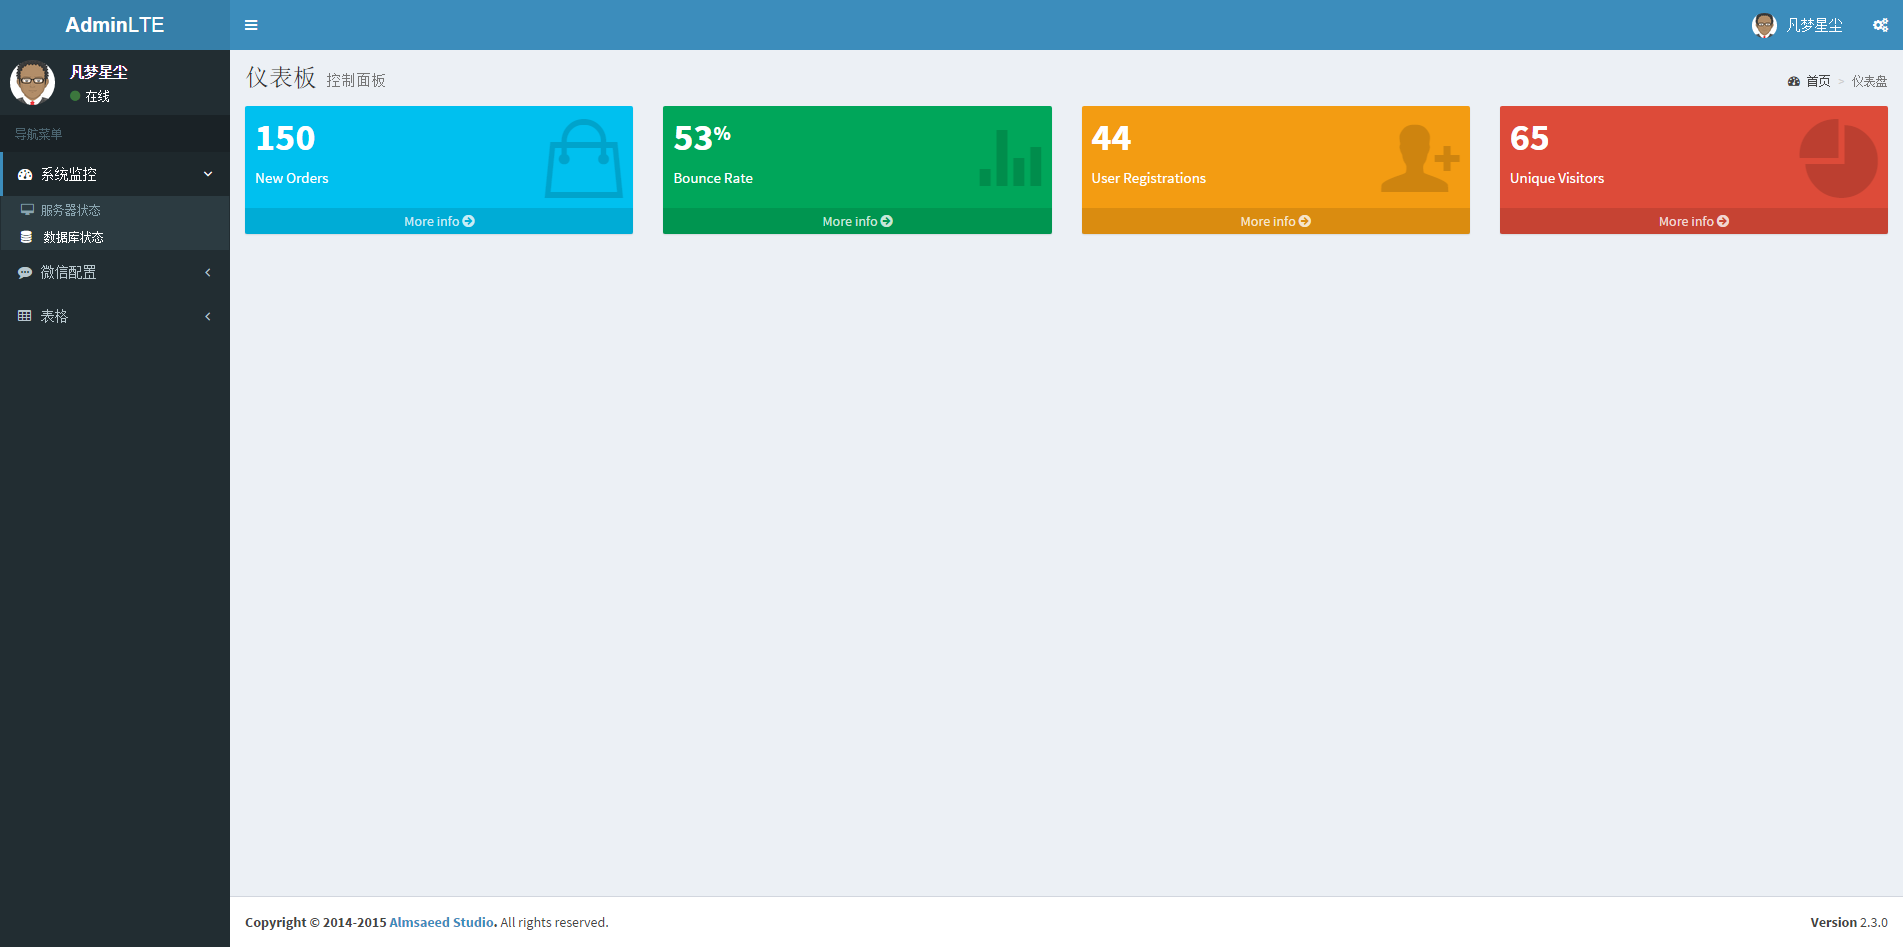 AdminLTE
凡梦星尘
凡梦星尘
在线
导航菜单
系统监控
服务器状态
数据库状态
微信配置
表格
仪表板 控制面板
首页 > 仪表盘
150
New Orders
More info
53%
Bounce Rate
More info
44
User Registrations
More info
65
Unique Visitors
More info
Copyright © 2014-2015 Almsaeed Studio. All rights reserved.
Version 2.3.0